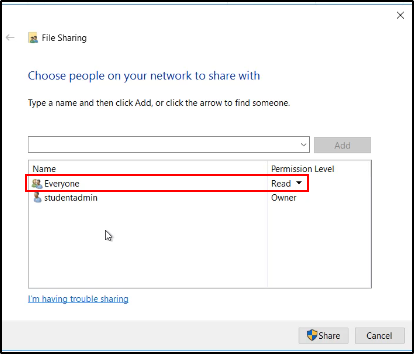 File Sharing
Choose people on your network to share with
Type a name and then click Add, or click the arrow to find someone.
Add
Name Permission Level
Everyone Read
studentadmin Owner
I'm having trouble sharing
Share Cancel